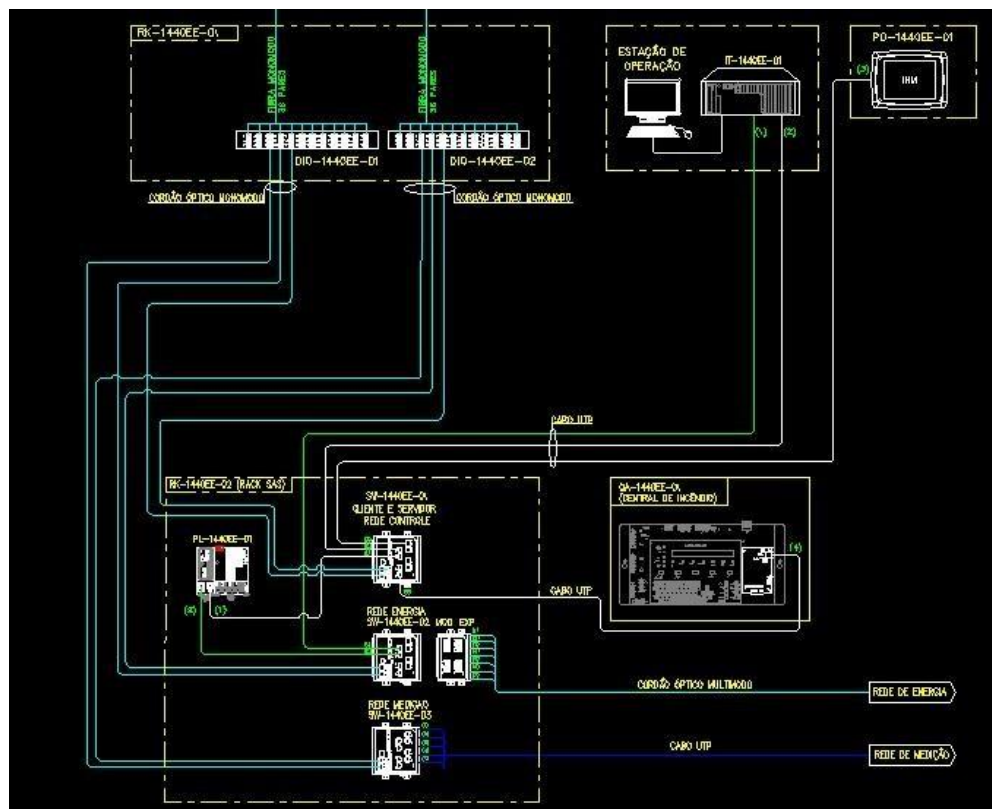 RK-1440EE-01
FIBRA MONOMODO
36 PARES
FIBRA MONOMODO
36 PARES
DIO-1440EE-01
DIO-1440EE-02
CORDÃO ÓPTICO MONOMODO
CORDÃO ÓPTICO MONOMODO
ESTAÇÃO DE
OPERAÇÃO
IT-1440EE-01
(1)
(2)
PO-1440EE-01
(3)
IHM
CABO UTP
RK-1440EE-02 (RACK SAS)
SW-1440EE-01
CLIENTE E SERVIDOR
REDE CONTROLE
PL-1440EE-01
(1)
QA-1440EE-01
(CENTRAL DE INCÊNDIO)
(4)
CABO UTP
REDE ENERGIA
SW-1440EE-02
MOD EXP
CORDÃO ÓPTICO MULTIMODO
REDE DE ENERGIA
REDE MEDIÇÃO
SW-1440EE-03
CABO UTP
REDE DE MEDIÇÃO